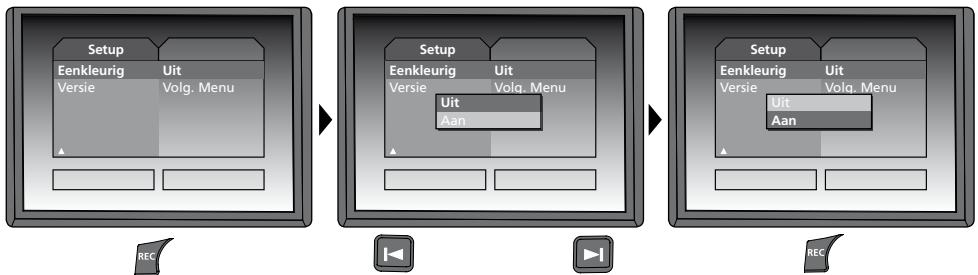 Setup
Eenkleurig Uit
Versie Volg. Menu
Setup
Eenkleurig Uit
Versie Volg. Menu
Uit
Aan
Setup
Eenkleurig Uit
Versie Volg. Menu
Uit
Aan
REC
REC